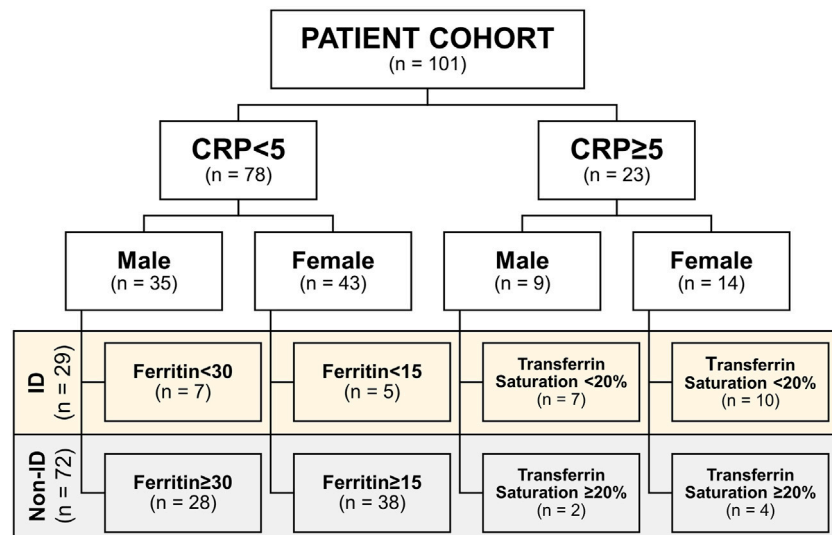 PATIENT COHORT
(n = 101)
CRP<5
(n = 78)
CRP≥5
(n = 23)
Male
(n = 35)
Female
(n = 43)
Male
(n = 9)
Female
(n = 14)
ID
(n = 29)
Ferritin<30
(n = 7)
Ferritin<15
(n = 5)
Transferrin
Saturation <20%
(n = 7)
Transferrin
Saturation <20%
(n = 10)
Non-ID
(n = 72)
Ferritin≥30
(n = 28)
Ferritin≥15
(n = 38)
Transferrin
Saturation ≥20%
(n = 2)
Transferrin
Saturation ≥20%
(n = 4)